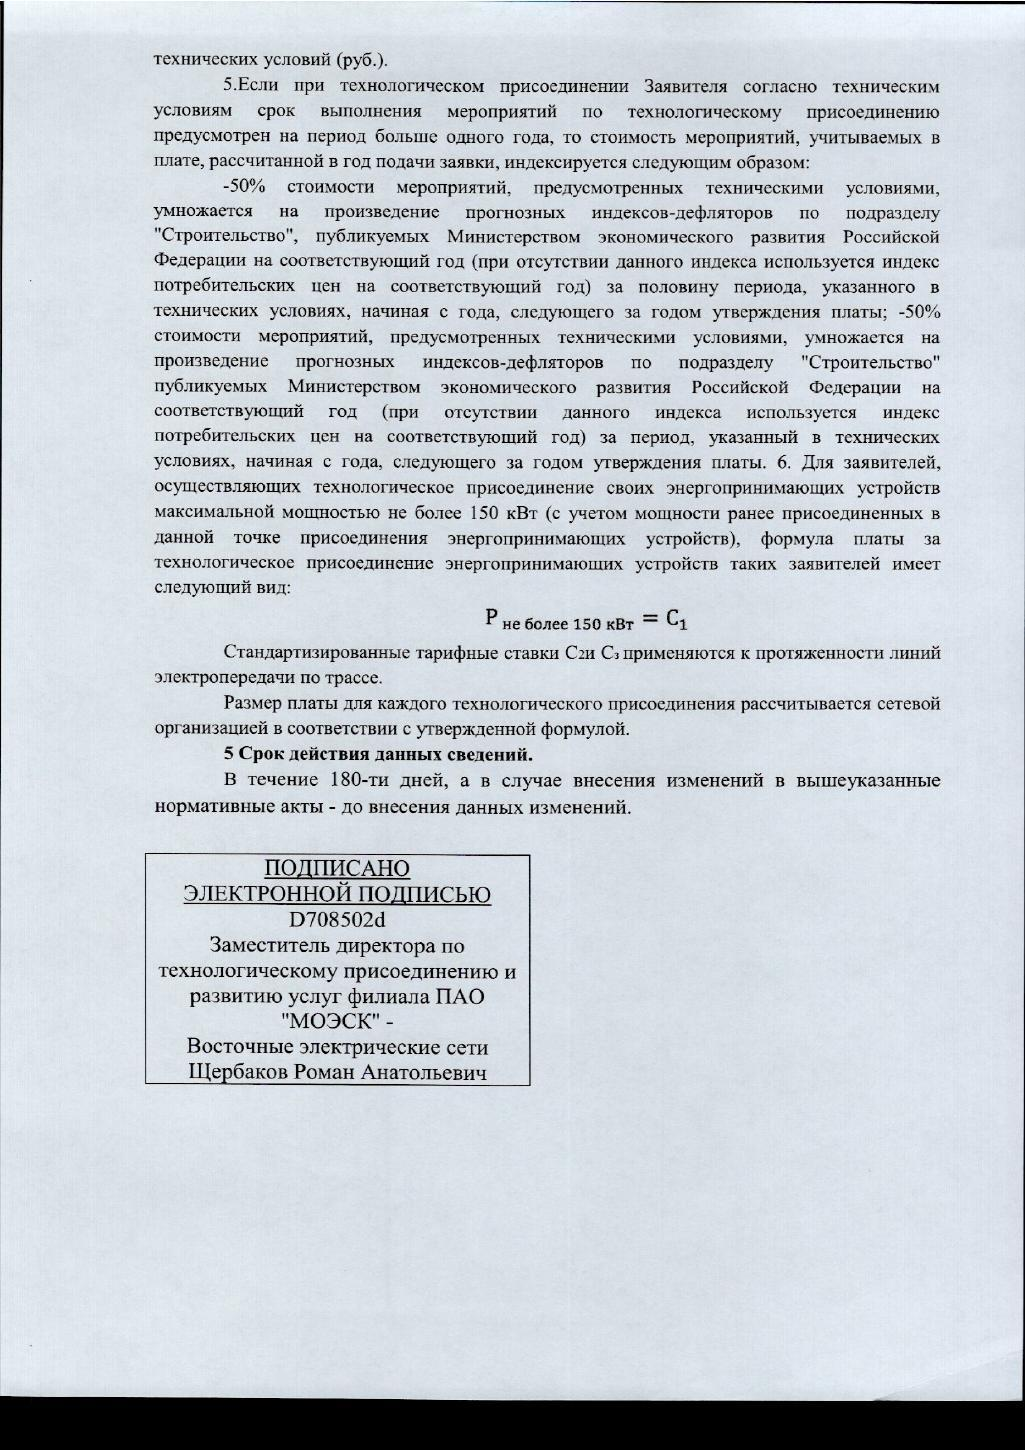 технических условий (руб.).
5.Если при технологическом присоединении Заявителя согласно техническим
условиям срок выполнения мероприятий по технологическому присоединению
предусмотрен на период больше одного года, то стоимость мероприятий, учитываемых в
плате, рассчитанной в год подачи заявки, индексируется следующим образом:
-50% стоимости мероприятий, предусмотренных техническими условиями,
умножается на произведение прогнозных индексов-дефляторов по подразделу
"Строительство", публикуемых Министерством экономического развития Российской
Федерации на соответствующий год (при отсутствии данного индекса используется индекс
потребительских цен на соответствующий год) за половину периода, указанного в
технических условиях, начиная с года, следующего за годом утверждения платы; -50%
стоимости мероприятий, предусмотренных техническими условиями, умножается на
произведение прогнозных индексов-дефляторов по подразделу "Строительство"
публикуемых Министерством экономического развития Российской Федерации на
соответствующий год (при отсутствии данного индекса используется индекс
потребительских цен на соответствующий год) за период, указанный в технических
условиях, начиная с года, следующего за годом утверждения платы. 6. Для заявителей,
осуществляющих технологическое присоединение своих энергопринимающих устройств
максимальной мощностью не более 150 кВт (с учетом мощности ранее присоединенных в
данной точке присоединения энергопринимающих устройств), формула платы за
технологическое присоединение энергопринимающих устройств таких заявителей имеет
следующий вид:
P не более 150 кВт = C1
Стандартизированные тарифные ставки С2и С3 применяются к протяженности линий
электропередачи по трассе.
Размер платы для каждого технологического присоединения рассчитывается сетевой
организацией в соответствии с утвержденной формулой.
5 Срок действия данных сведений.
В течение 180-ти дней, а в случае внесения изменений в вышеуказанные
нормативные акты - до внесения данных изменений.
ПОДПИСАНО
ЭЛЕКТРОННОЙ ПОДПИСЬЮ
D708502d
Заместитель директора по
технологическому присоединению и
развитию услуг филиала ПАО
"МОЭСК" -
Восточные электрические сети
Щербаков Роман Анатольевич